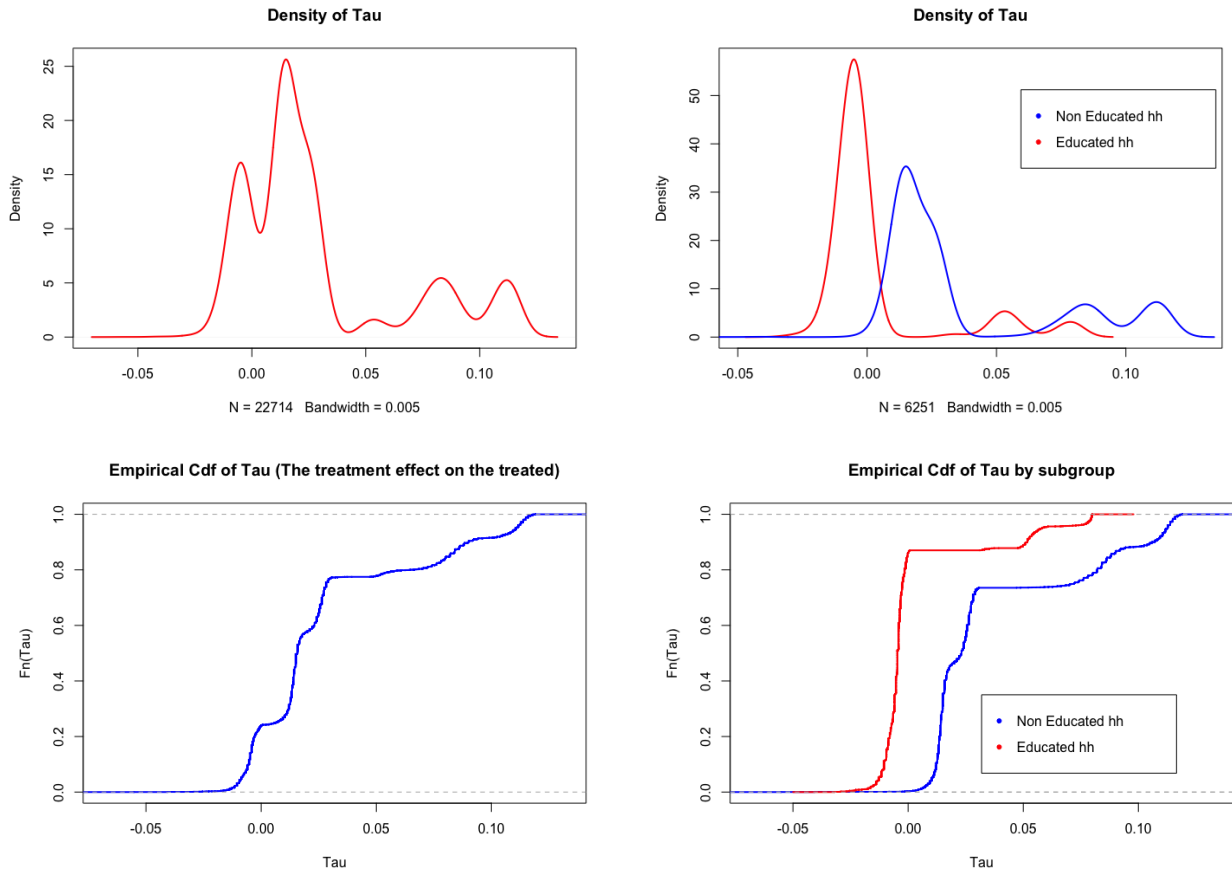 Density of Tau
Density
25
20
15
10
5
0
-0.05
0.00
0.05
0.10
N = 22714 Bandwidth = 0.005
Density of Tau
Density
50
40
30
20
10
0
Non Educated hh
Educated hh
-0.05
0.00
0.05
0.10
N = 6251 Bandwidth = 0.005
Empirical Cdf of Tau (The treatment effect on the treated)
Fn(Tau)
1.0
0.8
0.6
0.4
0.2
0.0
-0.05
0.00
0.05
0.10
Tau
Empirical Cdf of Tau by subgroup
Fn(Tau)
1.0
0.8
0.6
0.4
0.2
0.0
Non Educated hh
Educated hh
-0.05
0.00
0.05
0.10
Tau